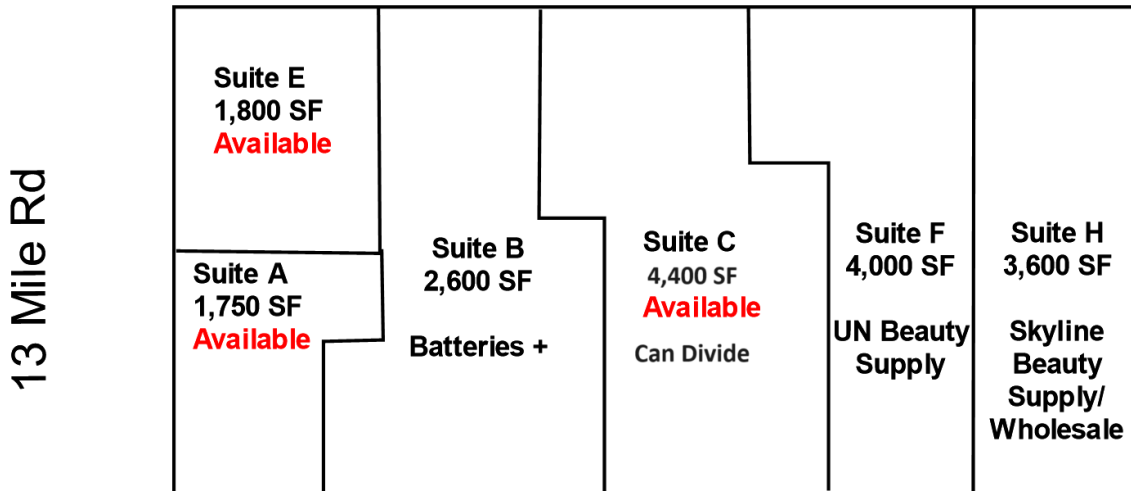 13 Mile Rd
Suite E
1,800 SF
Available
Suite A
1,750 SF
Available
Suite B
2,600 SF
Batteries +
Suite C
4,400 SF
Available
Can Divide
Suite F
4,000 SF
UN Beauty
Supply
Suite H
3,600 SF
Skyline
Beauty
Supply/
Wholesale